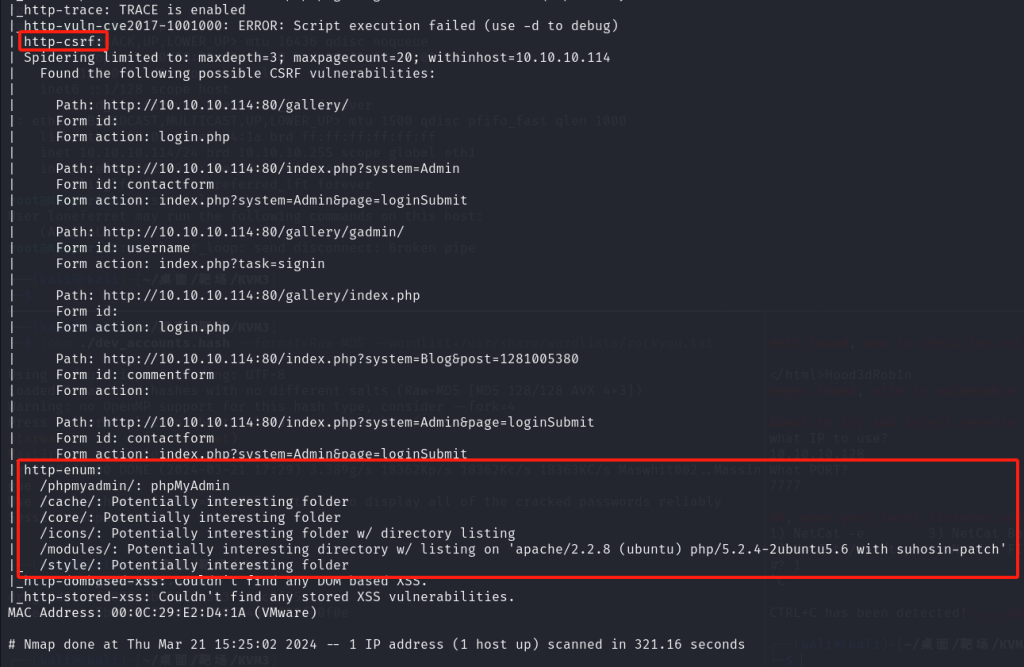 |_http-trace: TRACE is enabled
|_http-vuln-cve2017-1001000: ERROR: Script execution failed (use -d to debug)
| http-csrf:
| Spidering limited to: maxdepth=3; maxpagecount=20; withinhost=10.10.10.114
|   Found the following possible CSRF vulnerabilities:
|
|     Path: http://10.10.10.114:80/gallery/
|     Form id:
|     Form action: login.php
|
|     Path: http://10.10.10.114:80/index.php?system=Admin
|     Form id: contactform
|     Form action: index.php?system=Admin&page=loginSubmit
|
|     Path: http://10.10.10.114:80/gallery/gadmin/
|     Form id: username
|     Form action: index.php?task=signin
|
|     Path: http://10.10.10.114:80/gallery/index.php
|     Form id:
|     Form action: login.php
|
|     Path: http://10.10.10.114:80/index.php?system=Blog&post=1281005380
|     Form id: commentform
|     Form action:
|
|     Path: http://10.10.10.114:80/index.php?system=Admin&page=loginSubmit
|     Form id: contactform
|     Form action: index.php?system=Admin&page=loginSubmit
| http-enum:
|   /phpmyadmin/: phpMyAdmin
|   /cache/: Potentially interesting folder
|   /core/: Potentially interesting folder
|   /icons/: Potentially interesting folder w/ directory listing
|   /modules/: Potentially interesting directory w/ listing on 'apache/2.2.8 (ubuntu) php/5.2.4-2ubuntu5.6 with suhosin-patch'
|   /style/: Potentially interesting folder
|_http-dombased-xss: Couldn't find any DOM based XSS.
|_http-stored-xss: Couldn't find any stored XSS vulnerabilities.
MAC Address: 00:0C:29:E2:D4:1A (VMware)

# Nmap done at Thu Mar 21 15:25:02 2024 -- 1 IP address (1 host up) scanned in 321.16 seconds